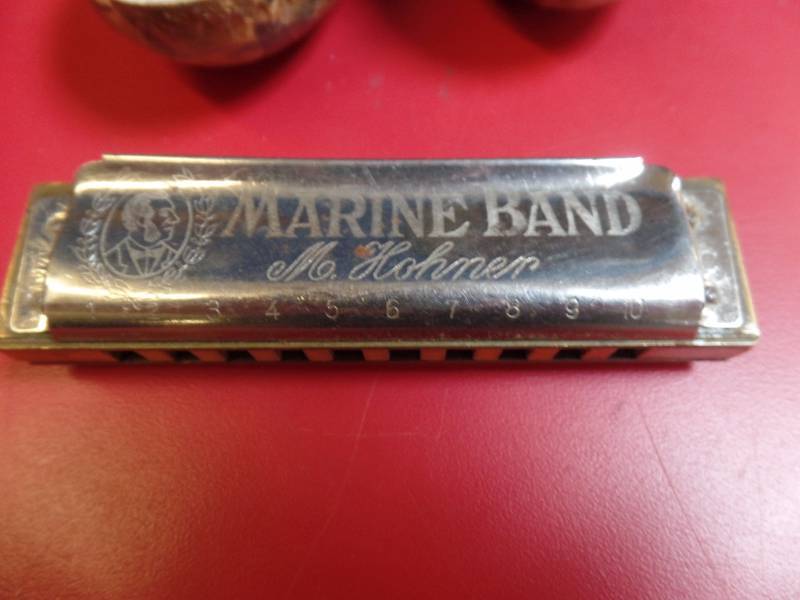 MARINE BAND
M. Hohner
1 2 3 4 5 6 7 8 9 10